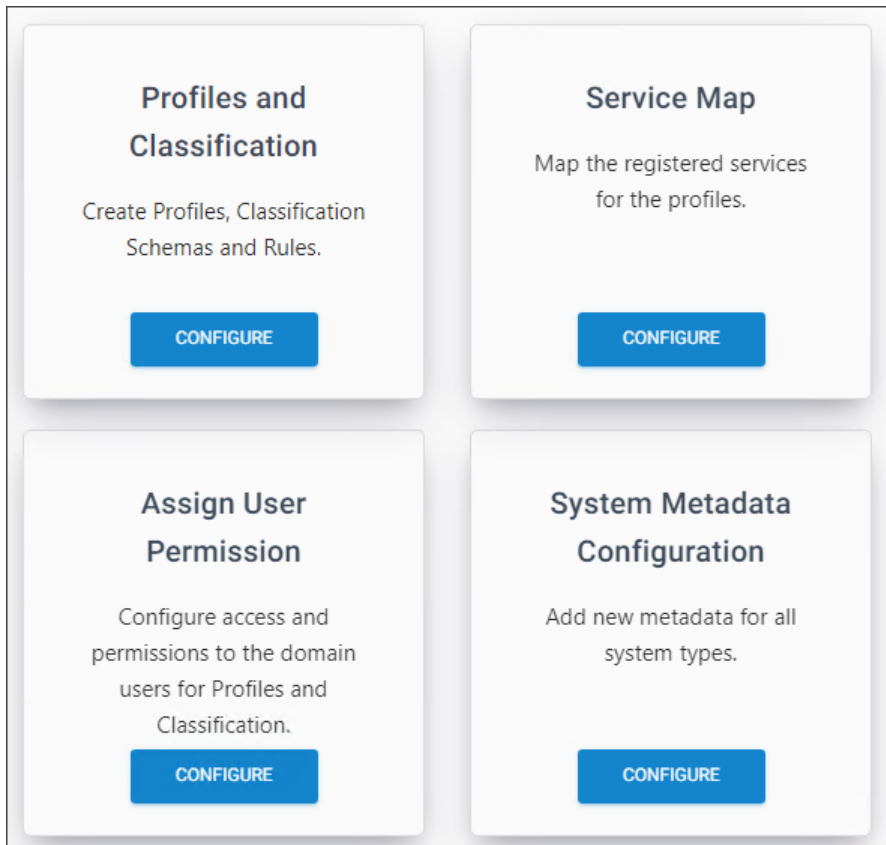 Profiles and
Classification
Create Profiles, Classification
Schemas and Rules.
CONFIGURE
Service Map
Map the registered services
for the profiles.
CONFIGURE
Assign User
Permission
Configure access and
permissions to the domain
users for Profiles and
Classification.
CONFIGURE
System Metadata
Configuration
Add new metadata for all
system types.
CONFIGURE